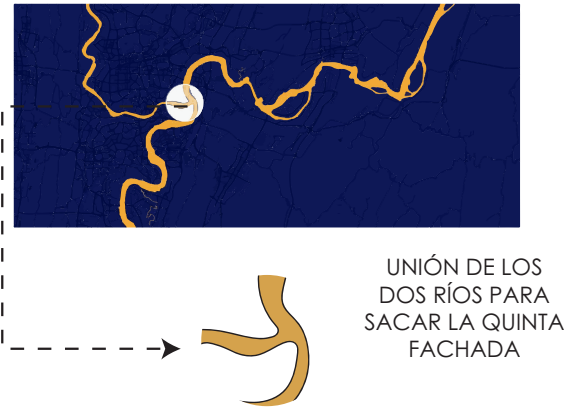 UNIÓN DE LOS
DOS RÍOS PARA
SACAR LA QUINTA
FACHADA